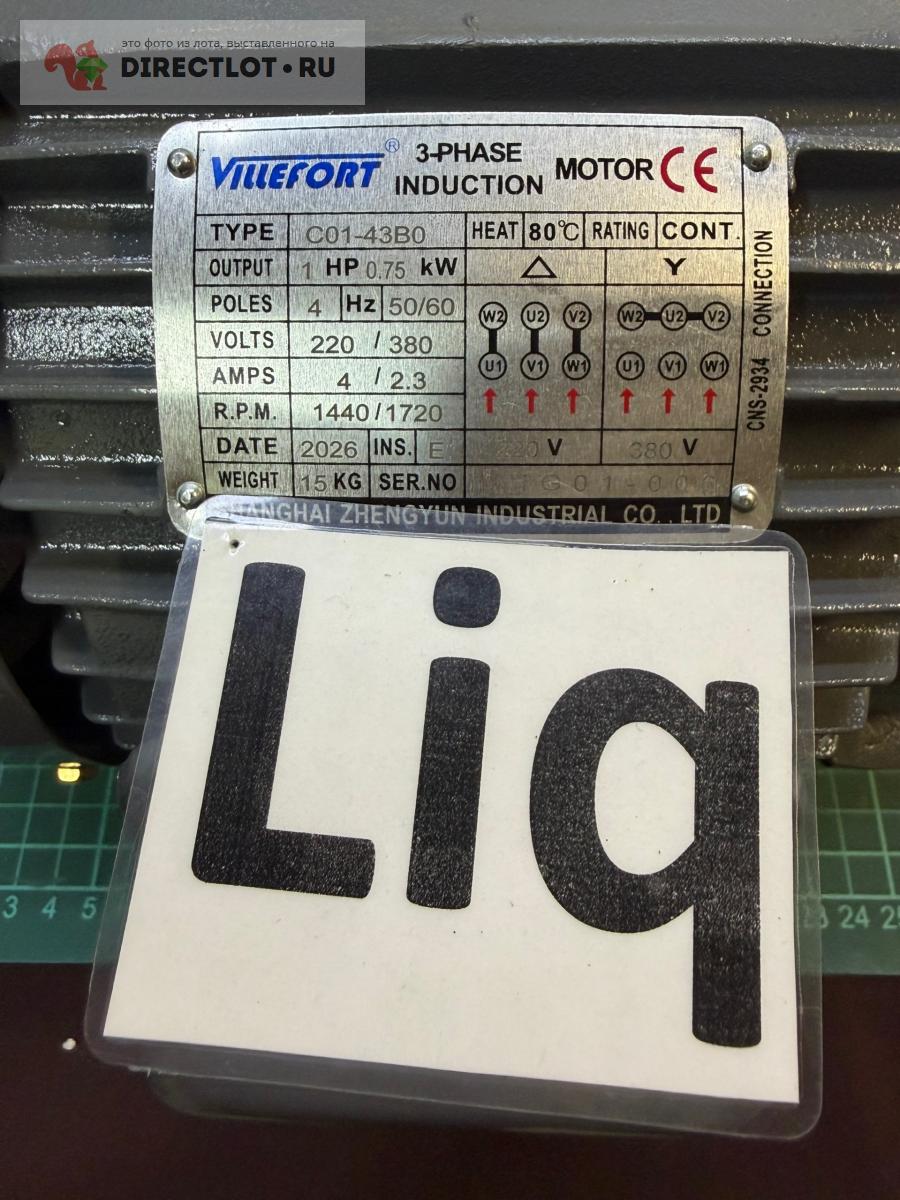 это фото из лота, выставленного на
DIRECTLOT•RU
VILLEFORT® 3-PHASE INDUCTION MOTOR CE
TYPE C01-43B0 HEAT 80℃ RATING CONT.
OUTPUT 1 HP 0.75 kW △ Y
POLES 4 Hz 50/60 W2 U2 V2 W2 U2 V2
VOLTS 220 / 380
AMPS 4 / 2.3 U1 V1 W1 U1 V1 W1
R.P.M. 1440/1720
DATE 2026 INS. E V 380 V
WEIGHT 15 KG SER.NO
SHANGHAI ZHENGYUN INDUSTRIAL CO., LTD
CNS-2934 CONNECTION
Liq
3 4 5 23 24 25